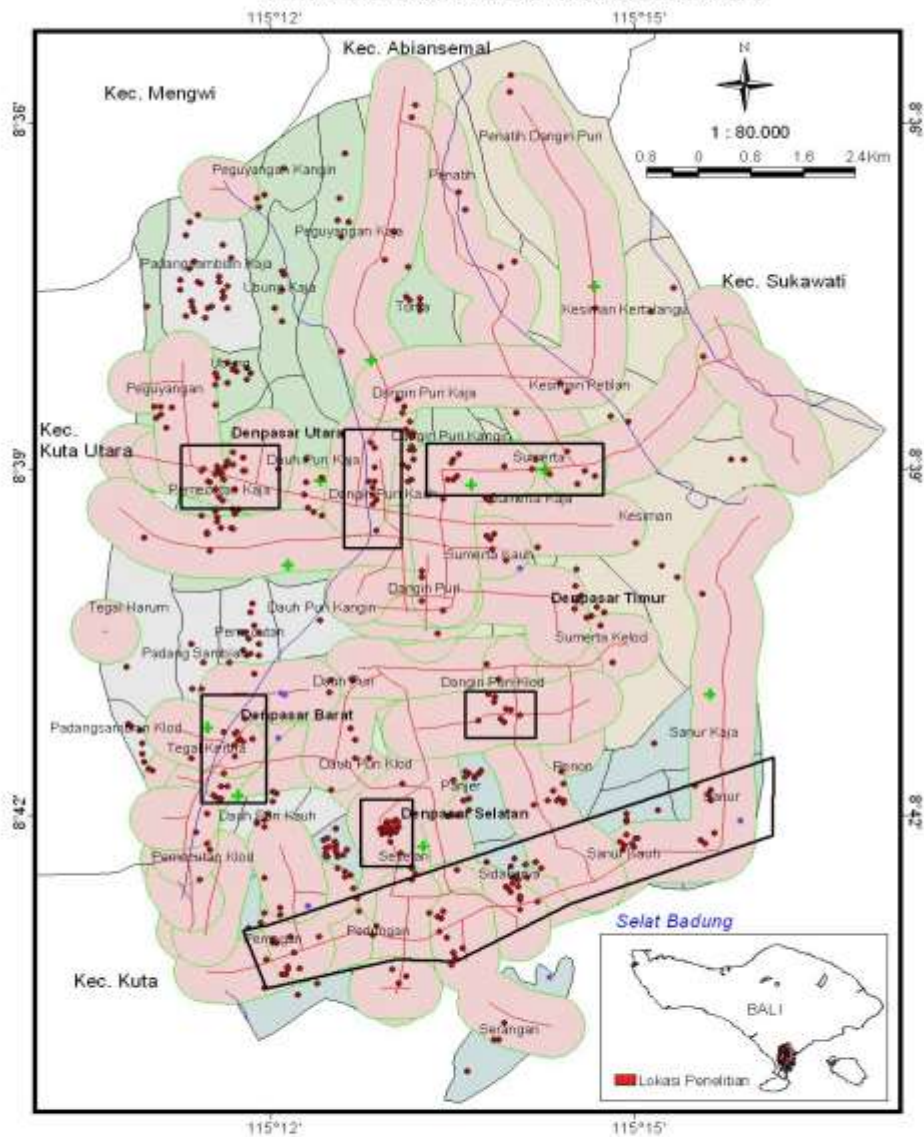 115°12'
115°15'
Kec. Abiansemal
Kec. Mengwi
N
8°36'
8°36'
1 : 80.000
0.8 0 0.8 1.6 2.4 Km
Penatih Dangin Puri
Peguyangan Kangin
Penatih
Peguyangan Kaja
Padangsambian Kaja
Ubung Kaja
Kec. Sukawati
Tonja
Kesiman Kertalangu
Ubung
Peguyangan
Dangin Puri Kaja
Kesiman Petilan
Kec.
Kuta Utara
Denpasar Utara
Dangin Puri Kangin
Dauh Puri Kaja
Sumerta
8°39'
8°39'
Pemecutan Kaja
Dangin Puri Kauh
Sumerta Kaja
Kesiman
Sumerta Kauh
Dangin Puri
Tegal Harum
Dauh Puri Kangin
Denpasar Timur
Pemecutan
Sumerta Kelod
Padang Sambian
Dauh Puri
Dangin Puri Klod
Padangsambian Klod
Denpasar Barat
Sanur Kaja
Tegal Kertha
Dauh Puri Klod
Renon
Panjer
Sanur
8°42'
8°42'
Dauh Puri Kauh
Denpasar Selatan
Pemecutan Klod
Sesetan
Sanur Kauh
Sidakarya
Selat Badung
Pemogan
Pedungan
Kec. Kuta
BALI
Serangan
Lokasi Penelitian
115°12'
115°15'